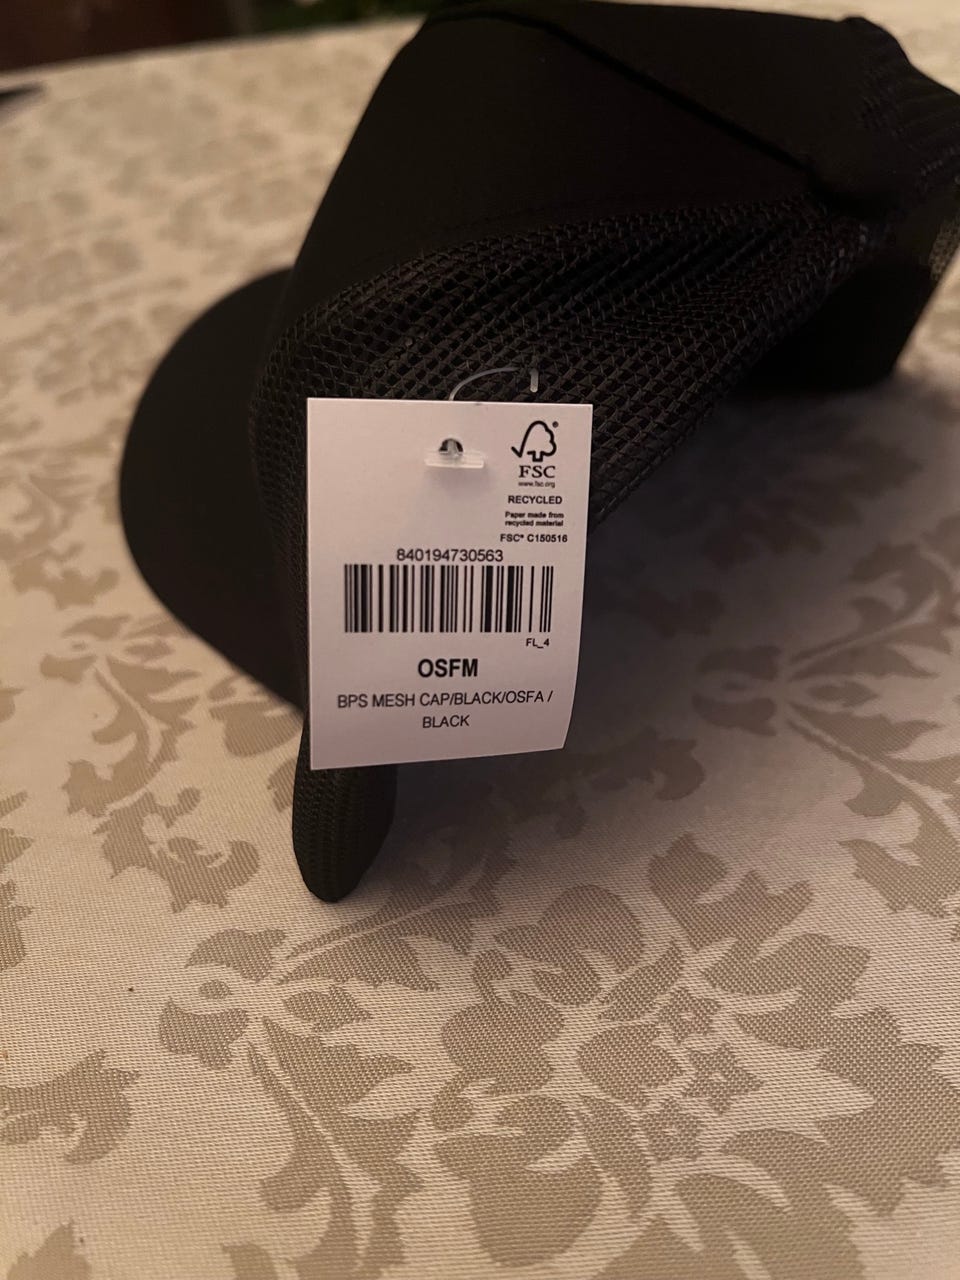 FSC®
www.fsc.org
RECYCLED
Paper made from
recycled material
FSC® C150516
840194730563
FL_4
OSFM
BPS MESH CAP/BLACK/OSFA /
BLACK